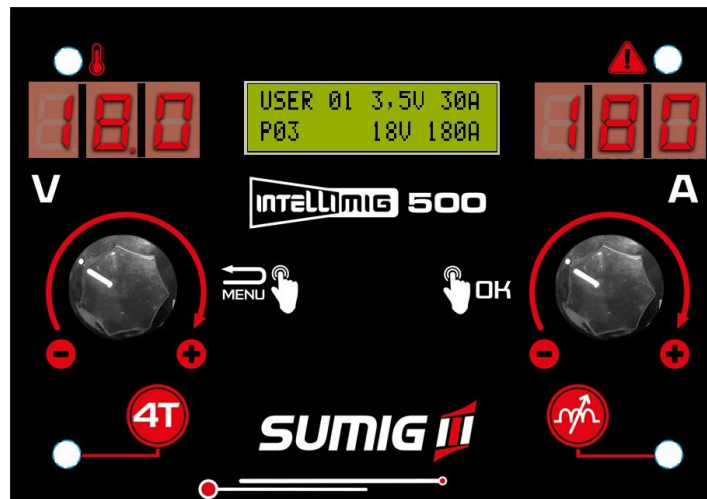 18.0
USER 01 3,5V 30A
P03 18V 180A
180
V
A
INTELLIMIG 500
MENU
OK
4T
SUMIG